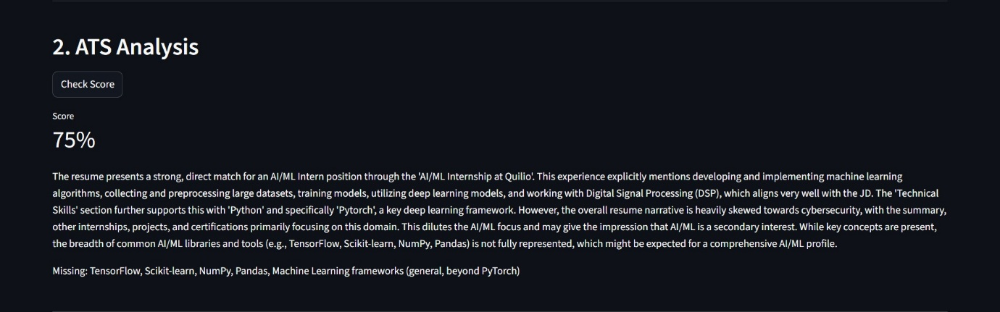 2. ATS Analysis
Check Score
Score
75%
The resume presents a strong, direct match for an AI/ML Intern position through the 'AI/ML Internship at Quilio'. This experience explicitly mentions developing and implementing machine learning
algorithms, collecting and preprocessing large datasets, training models, utilizing deep learning models, and working with Digital Signal Processing (DSP), which aligns very well with the JD. The 'Technical
Skills' section further supports this with 'Python' and specifically 'Pytorch', a key deep learning framework. However, the overall resume narrative is heavily skewed towards cybersecurity, with the summary,
other internships, projects, and certifications primarily focusing on this domain. This dilutes the AI/ML focus and may give the impression that AI/ML is a secondary interest. While key concepts are present,
the breadth of common AI/ML libraries and tools (e.g., TensorFlow, Scikit-learn, NumPy, Pandas) is not fully represented, which might be expected for a comprehensive AI/ML profile.
Missing: TensorFlow, Scikit-learn, NumPy, Pandas, Machine Learning frameworks (general, beyond PyTorch)